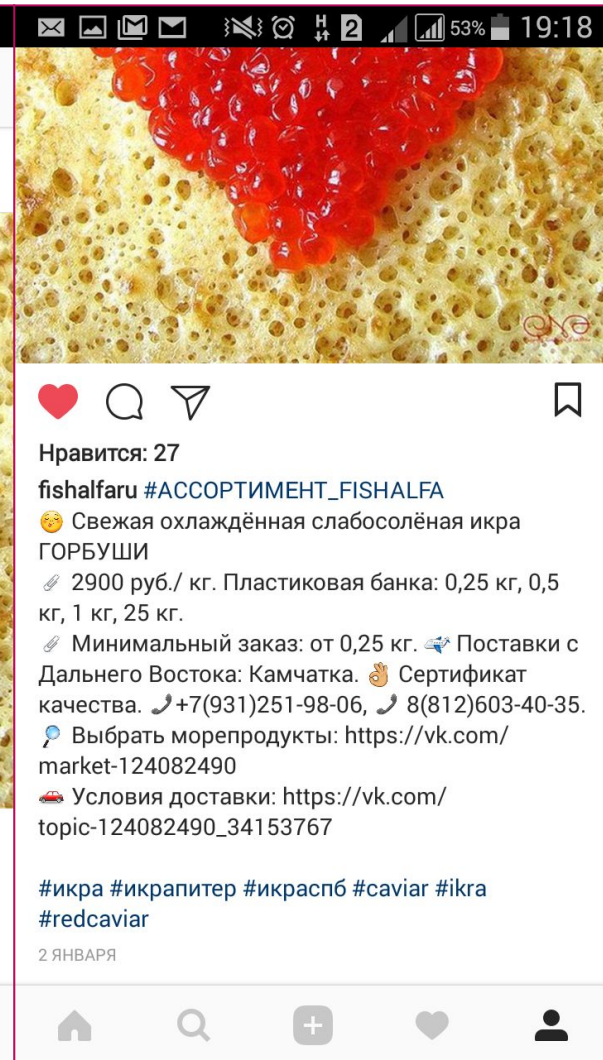 H 2 53% 19:18
Нравится: 27
fishalfaru #АССОРТИМЕНТ_FISHALFA
😚 Свежая охлаждённая слабосолёная икра
ГОРБУШИ
📎 2900 руб./ кг. Пластиковая банка: 0,25 кг, 0,5
кг, 1 кг, 25 кг.
📎 Минимальный заказ: от 0,25 кг. 🛩 Поставки с
Дальнего Востока: Камчатка. 👌 Сертификат
качества. 📞+7(931)251-98-06, 📞 8(812)603-40-35.
🔎 Выбрать морепродукты: https://vk.com/
market-124082490
🚗 Условия доставки: https://vk.com/
topic-124082490_34153767
#икра #икрапитер #икраспб #caviar #ikra
#redcaviar
2 ЯНВАРЯ